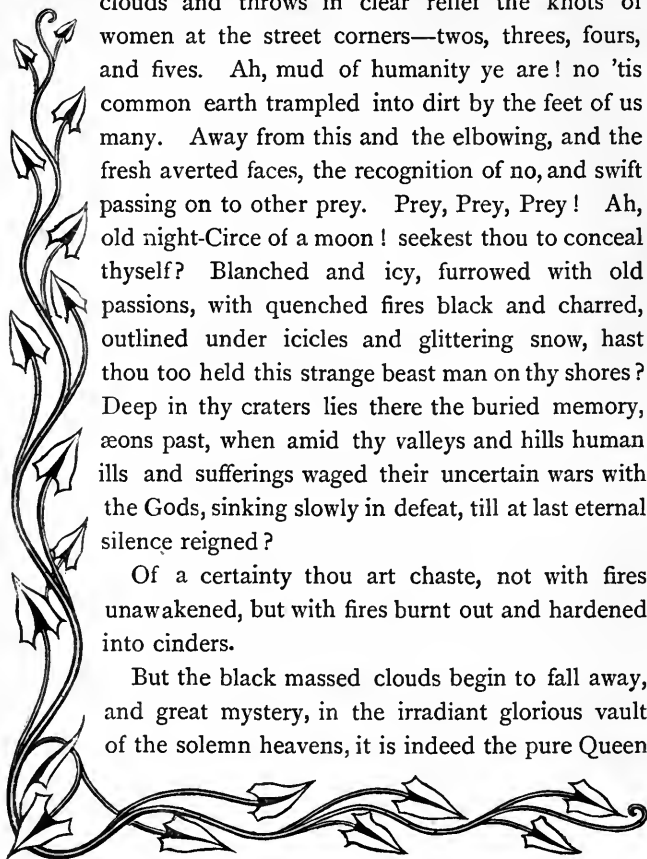 clouds and throws in clear relief the knots of
women at the street corners—twos, threes, fours,
and fives. Ah, mud of humanity ye are! no 'tis
common earth trampled into dirt by the feet of us
many. Away from this and the elbowing, and the
fresh averted faces, the recognition of no, and swift
passing on to other prey. Prey, Prey, Prey! Ah,
old night-Circe of a moon! seekest thou to conceal
thyself? Blanched and icy, furrowed with old
passions, with quenched fires black and charred,
outlined under icicles and glittering snow, hast
thou too held this strange beast man on thy shores?
Deep in thy craters lies there the buried memory,
æons past, when amid thy valleys and hills human
ills and sufferings waged their uncertain wars with
the Gods, sinking slowly in defeat, till at last eternal
silence reigned?
Of a certainty thou art chaste, not with fires
unawakened, but with fires burnt out and hardened
into cinders.
But the black massed clouds begin to fall away,
and great mystery, in the irradiant glorious vault
of the solemn heavens, it is indeed the pure Queen